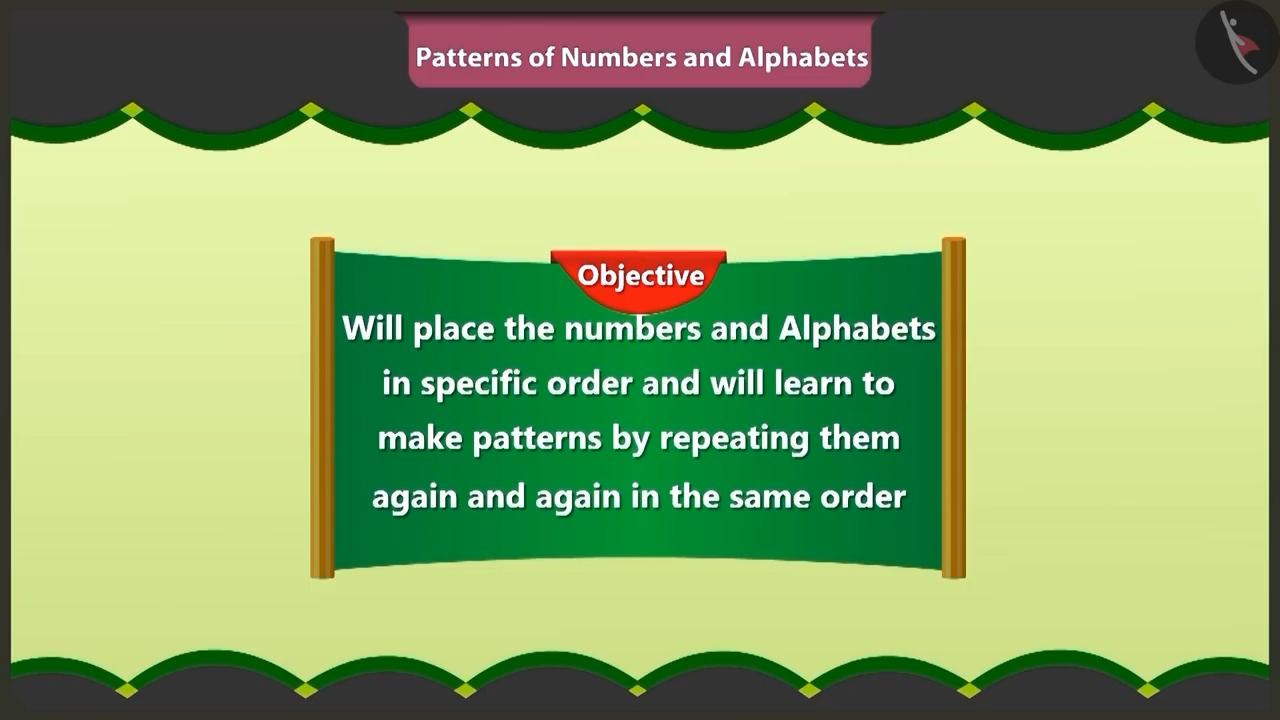 Patterns of Numbers and Alphabets
Objective
Will place the numbers and Alphabets
in specific order and will learn to
make patterns by repeating them
again and again in the same order